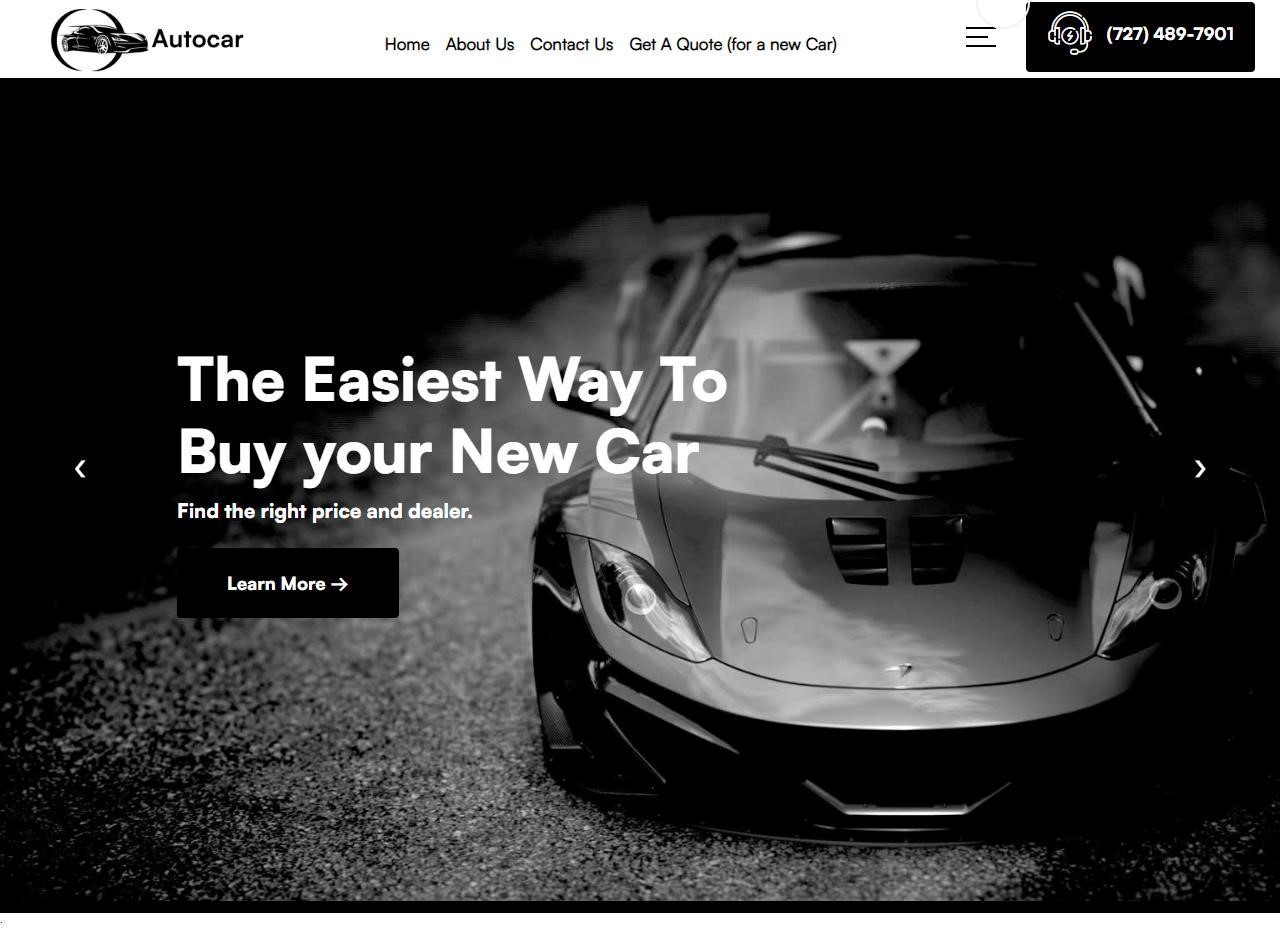 Autocar
Home About Us Contact Us Get A Quote (for a new Car)
(727) 489-7901
The Easiest Way To
Buy your New Car
Find the right price and dealer.
Learn More →